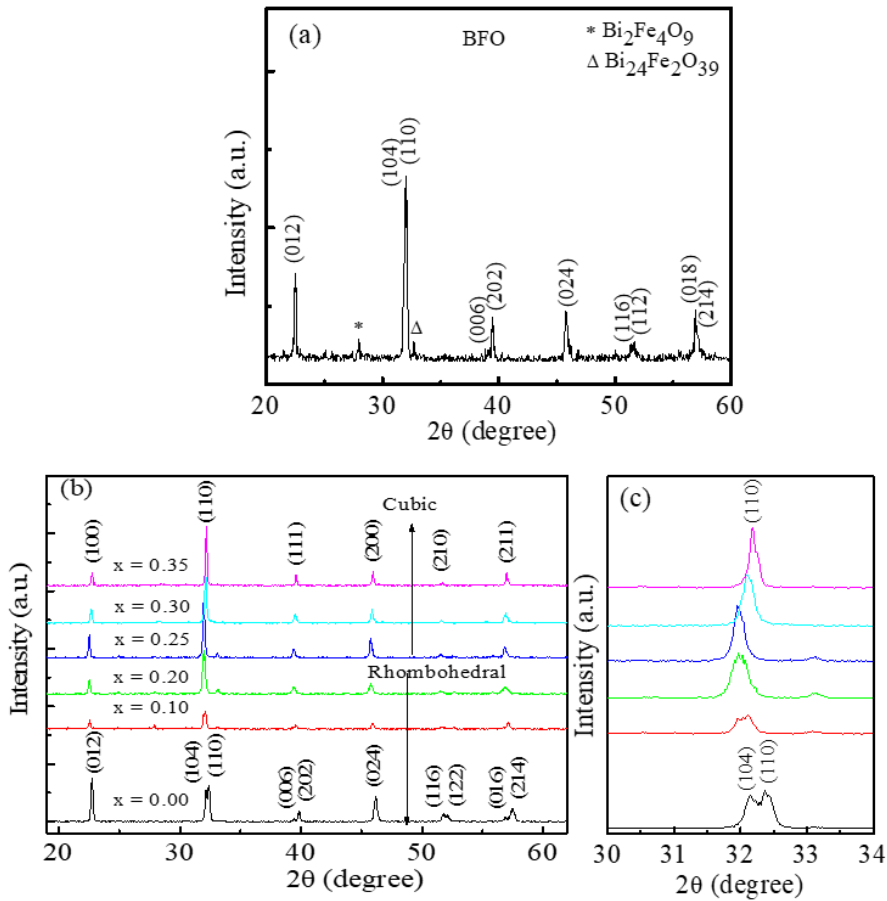 (a)
BFO
* Bi2Fe4O9
Δ Bi24Fe2O39
(012)
*
(104)
(110)
Δ
(006)
(202)
(024)
(116)
(112)
(018)
(214)
Intensity (a.u.)
20 30 40 50 60
2θ (degree)
(b)
Cubic
(100)
(110)
(111)
(200)
(210)
(211)
x = 0.35
x = 0.30
x = 0.25
Rhombohedral
x = 0.20
x = 0.10
x = 0.00
(012)
(104)
(110)
(006)
(202)
(024)
(116)
(122)
(016)
(214)
Intensity (a.u.)
20 30 40 50 60
2θ (degree)
(c)
(110)
(104)
(110)
Intensity (a.u.)
30 31 32 33 34
2θ (degree)